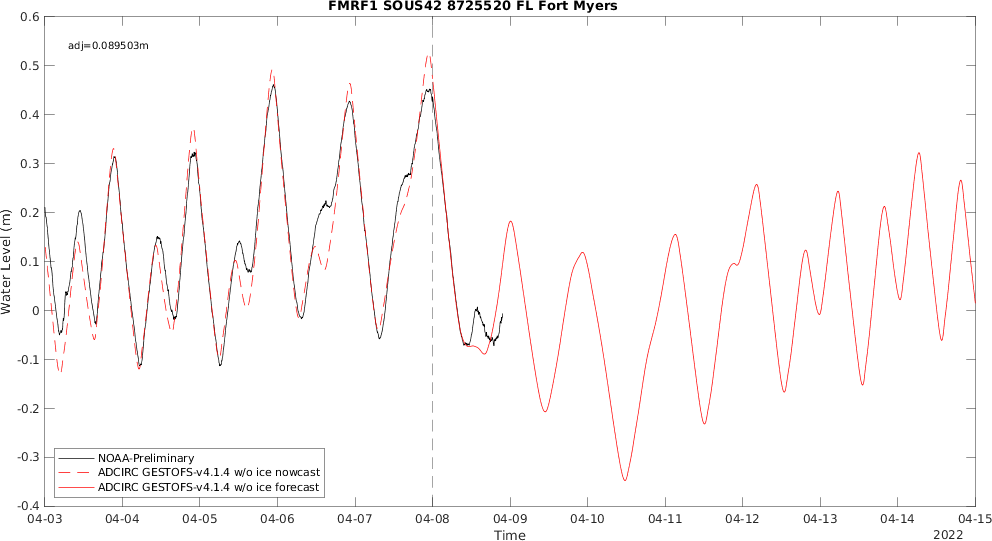 FMRF1 SOUS42 8725520 FL Fort Myers
adj=0.089503m
0.6
0.5
0.4
0.3
0.2
0.1
0
-0.1
-0.2
-0.3
-0.4
Water Level (m)
NOAA-Preliminary
ADCIRC GESTOFS-v4.1.4 w/o ice nowcast
ADCIRC GESTOFS-v4.1.4 w/o ice forecast
04-03 04-04 04-05 04-06 04-07 04-08 04-09 04-10 04-11 04-12 04-13 04-14 04-15
Time
2022